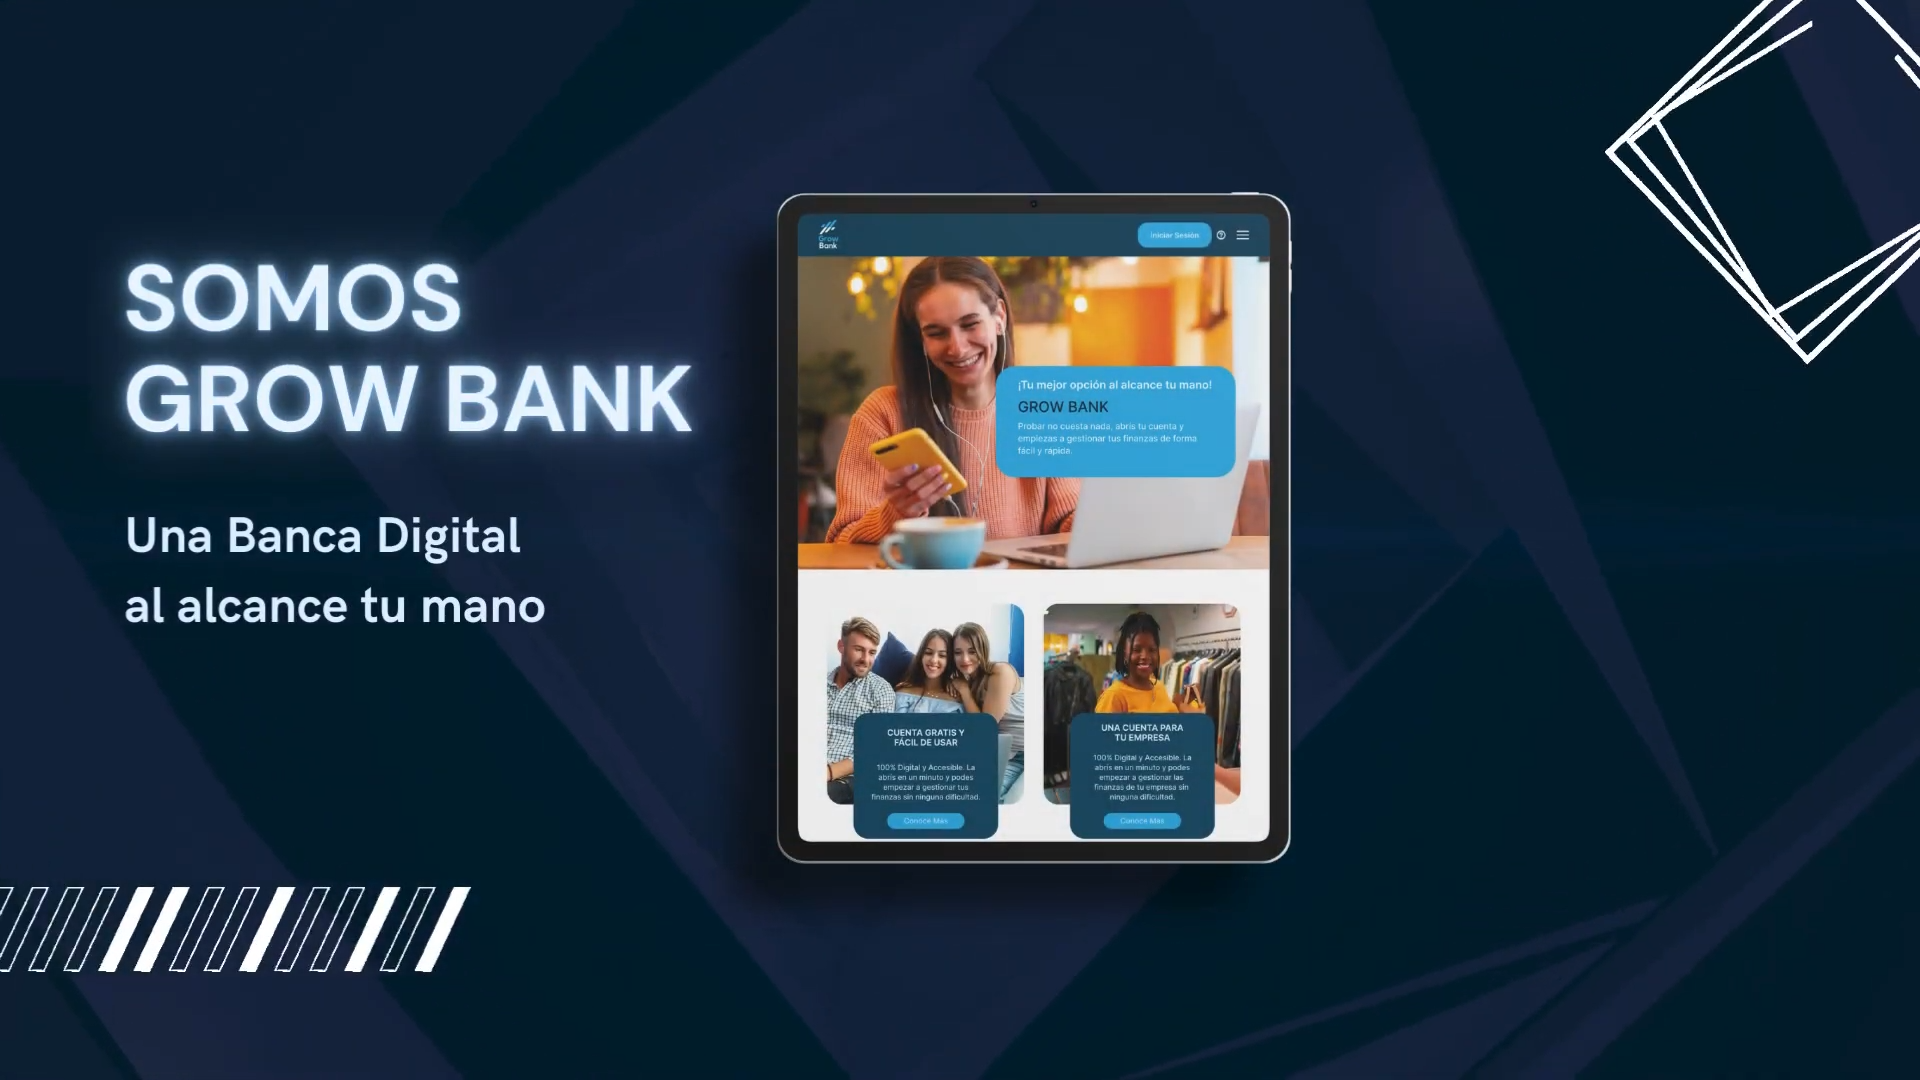 SOMOS
GROW BANK
Una Banca Digital
al alcance tu mano
Grow
Bank
Iniciar Sesión
¡Tu mejor opción al alcance tu mano!
GROW BANK
Probar no cuesta nada, abrís tu cuenta y
empiezas a gestionar tus finanzas de forma
fácil y rapida.
CUENTA GRATIS Y
FÁCIL DE USAR
100% Digital y Accesible. La
abrís en un minuto y podes
empezar a gestionar tus
finanzas sin ninguna dificultad.
Conoce Más
UNA CUENTA PARA
TU EMPRESA
100% Digital y Accesible. La
abrís en un minuto y podes
empezar a gestionar las
finanzas de tu empresa sin
ninguna dificultad.
Conoce Más